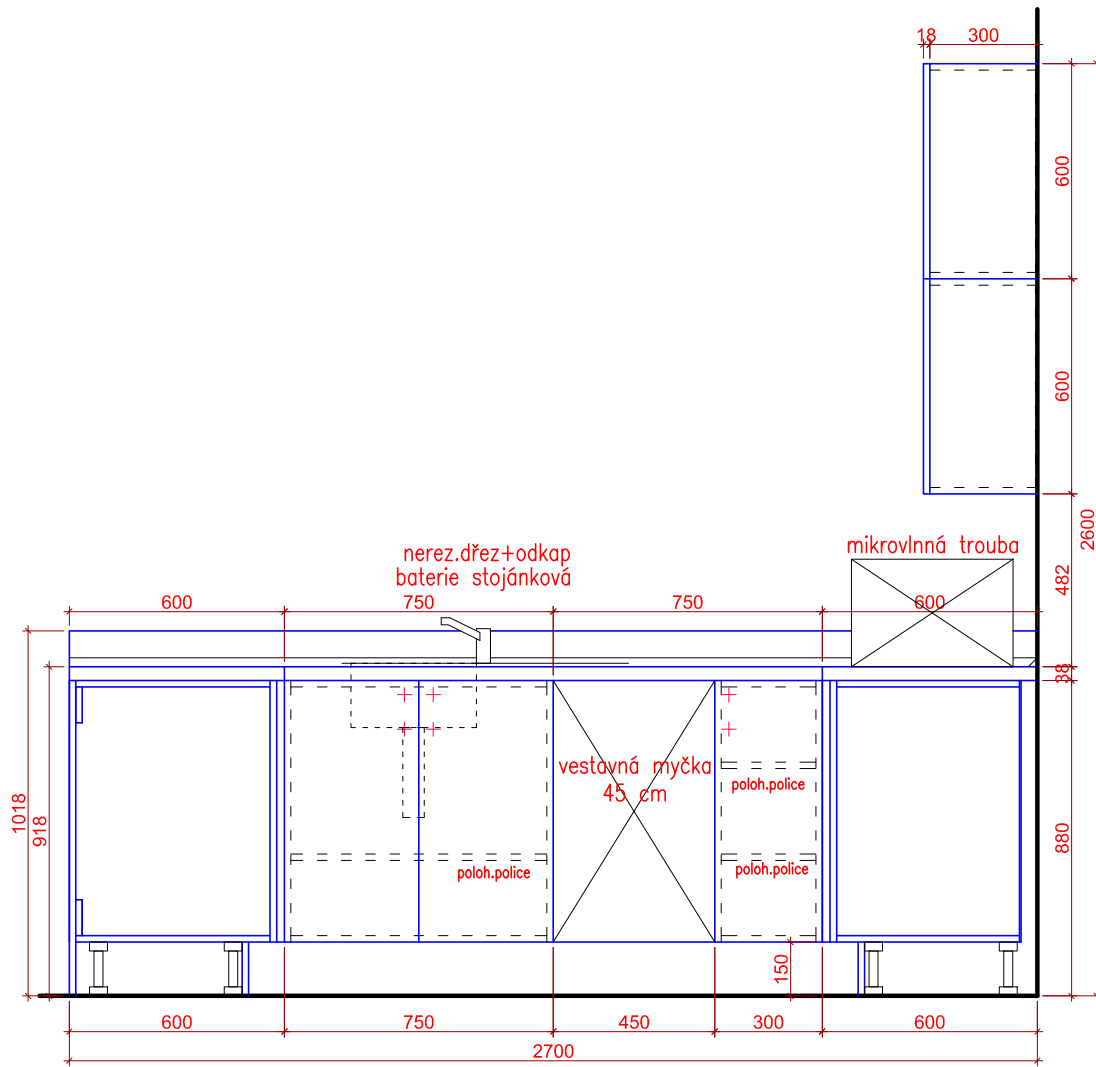 18 300
600
600
2600
482
nerez.dřez+odkap
baterie stojánková
mikrovlnná trouba
600 750 750 600
38
1018
918
vestavná myčka
45 cm
poloh.police
poloh.police
poloh.police
880
150
600 750 450 300 600
2700